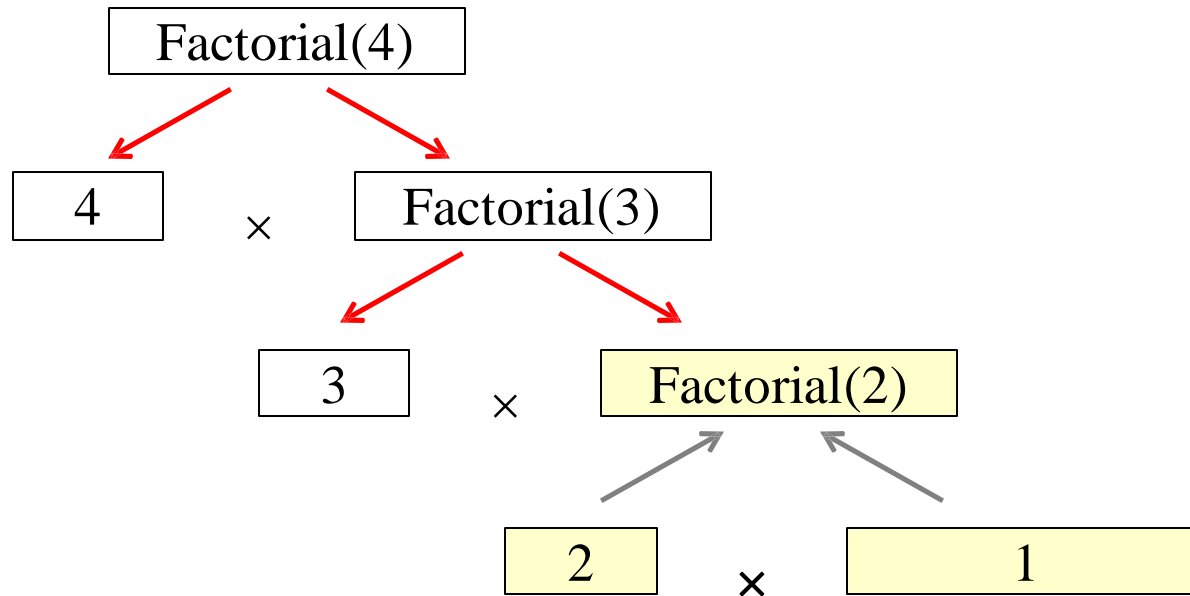 Factorial(4)
4 × Factorial(3)
3 × Factorial(2)
2 × 1